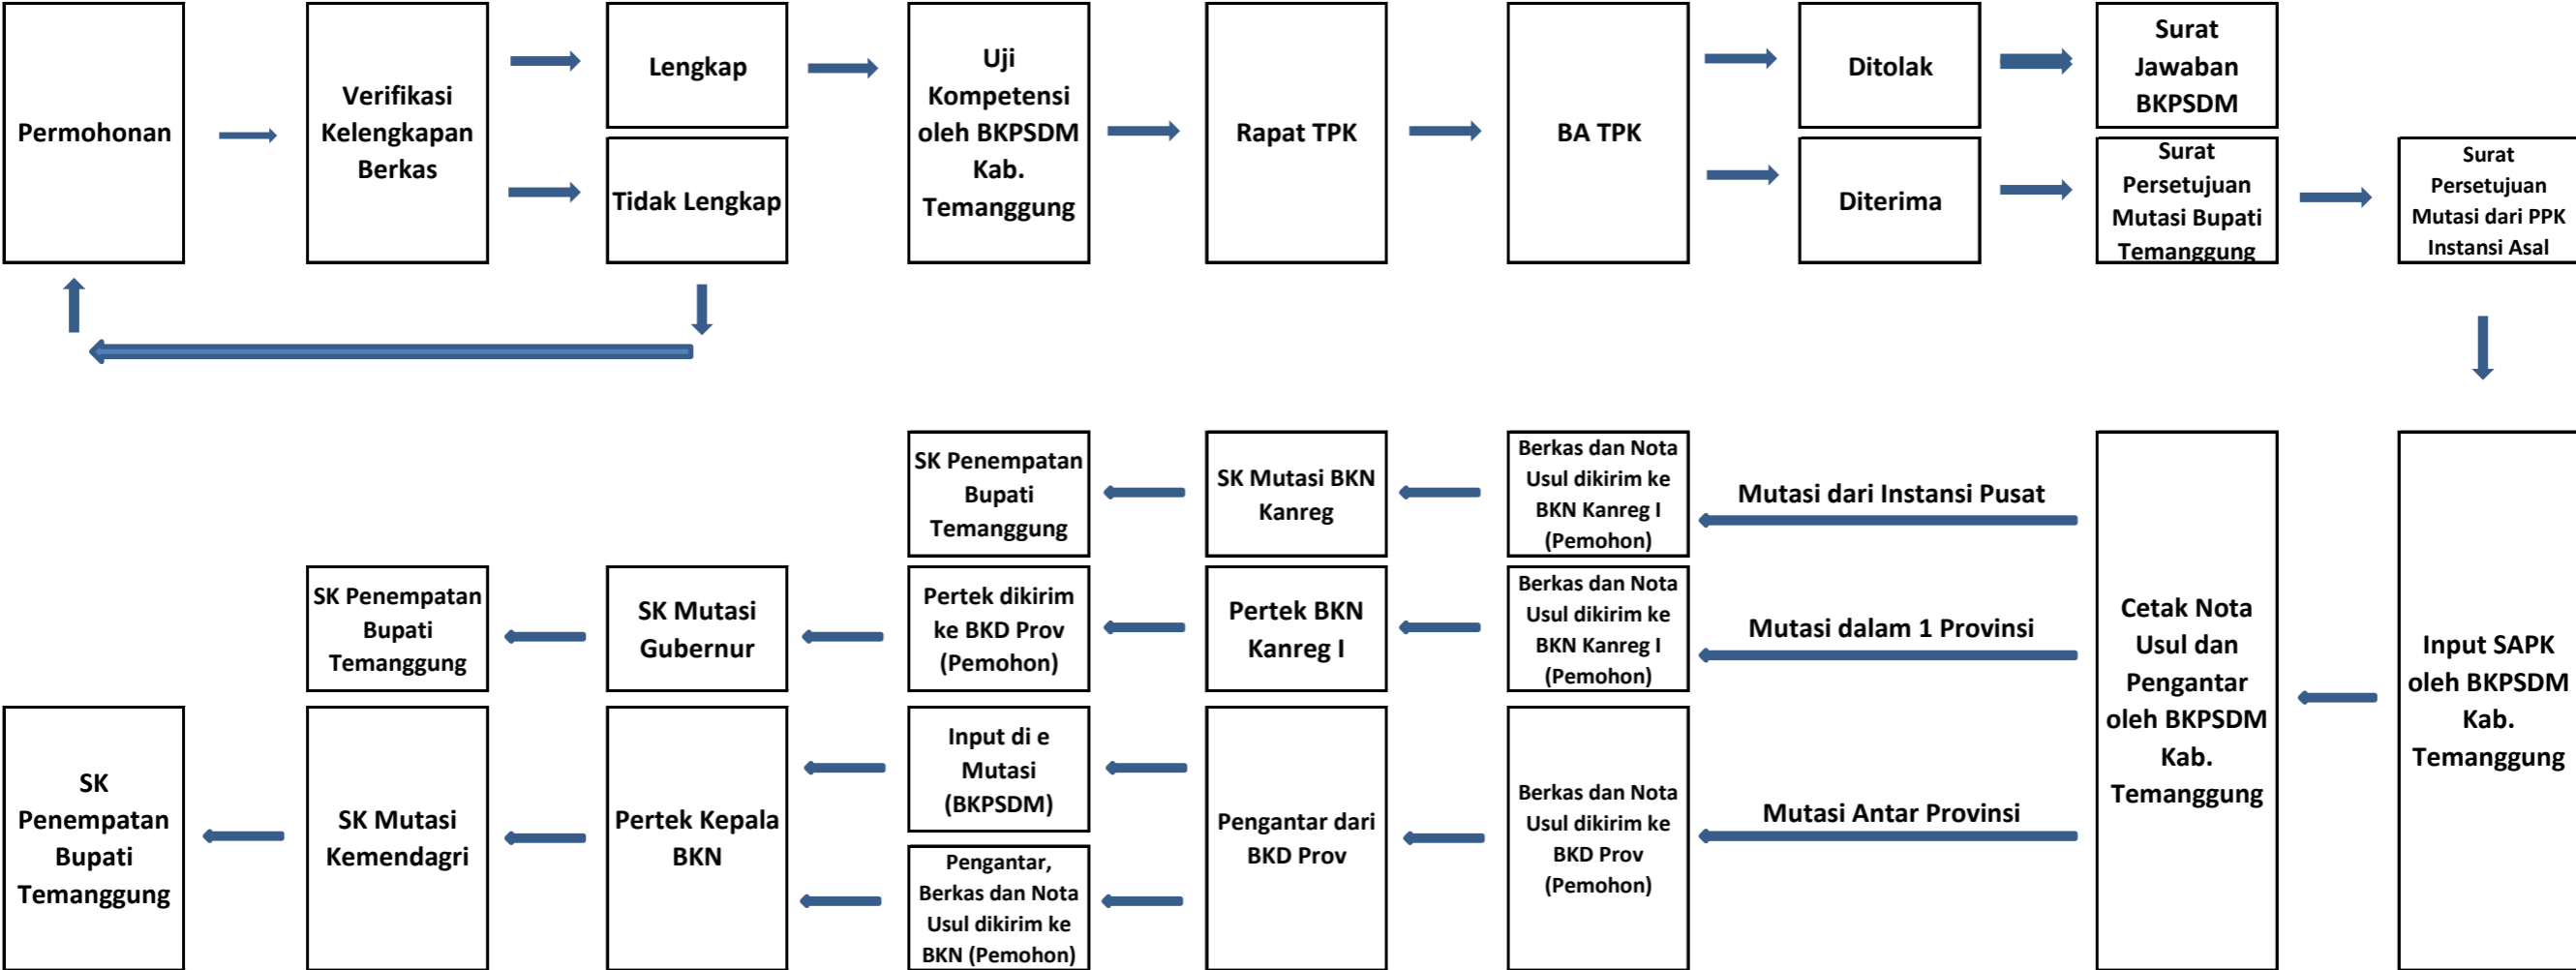 Permohonan
Verifikasi
Kelengkapan
Berkas
Lengkap
Tidak Lengkap
Uji
Kompetensi
oleh BKPSDM
Kab.
Temanggung
Rapat TPK
BA TPK
Ditolak
Diterima
Surat
Jawaban
BKPSDM
Surat
Persetujuan
Mutasi Bupati
Temanggung
Surat
Persetujuan
Mutasi dari PPK
Instansi Asal
Input SAPK
oleh BKPSDM
Kab.
Temanggung
Cetak Nota
Usul dan
Pengantar
oleh BKPSDM
Kab.
Temanggung
Mutasi dari Instansi Pusat
Berkas dan Nota
Usul dikirim ke
BKN Kanreg I
(Pemohon)
SK Mutasi BKN
Kanreg
SK Penempatan
Bupati
Temanggung
Mutasi dalam 1 Provinsi
Berkas dan Nota
Usul dikirim ke
BKN Kanreg I
(Pemohon)
Pertek BKN
Kanreg I
Pertek dikirim
ke BKD Prov
(Pemohon)
SK Mutasi
Gubernur
SK Penempatan
Bupati
Temanggung
Mutasi Antar Provinsi
Berkas dan Nota
Usul dikirim ke
BKD Prov
(Pemohon)
Pengantar dari
BKD Prov
Input di e
Mutasi
(BKPSDM)
Pengantar,
Berkas dan Nota
Usul dikirim ke
BKN (Pemohon)
Pertek Kepala
BKN
SK Mutasi
Kemendagri
SK
Penempatan
Bupati
Temanggung